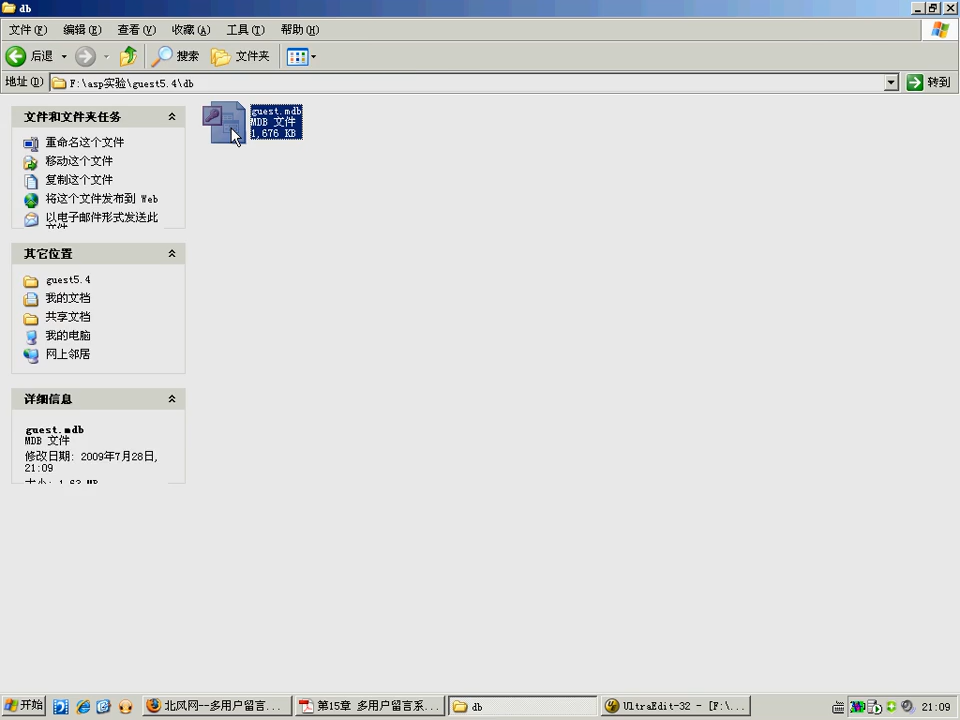 db
文件(F) 编辑(E) 查看(V) 收藏(A) 工具(T) 帮助(H)
后退 搜索 文件夹
地址(D) F:\asp实验\guest5.4\db 转到
文件和文件夹任务
重命名这个文件
移动这个文件
复制这个文件
将这个文件发布到 Web
以电子邮件形式发送此
文件
其它位置
guest5.4
我的文档
共享文档
我的电脑
网上邻居
详细信息
guest.mdb
MDB 文件
修改日期: 2009年7月28日,
21:09
大小: 1.63 MB
guest.mdb
MDB 文件
1,676 KB
开始 北风网--多用户留言... 第15章 多用户留言系... db UltraEdit-32 - [F:\... 21:09